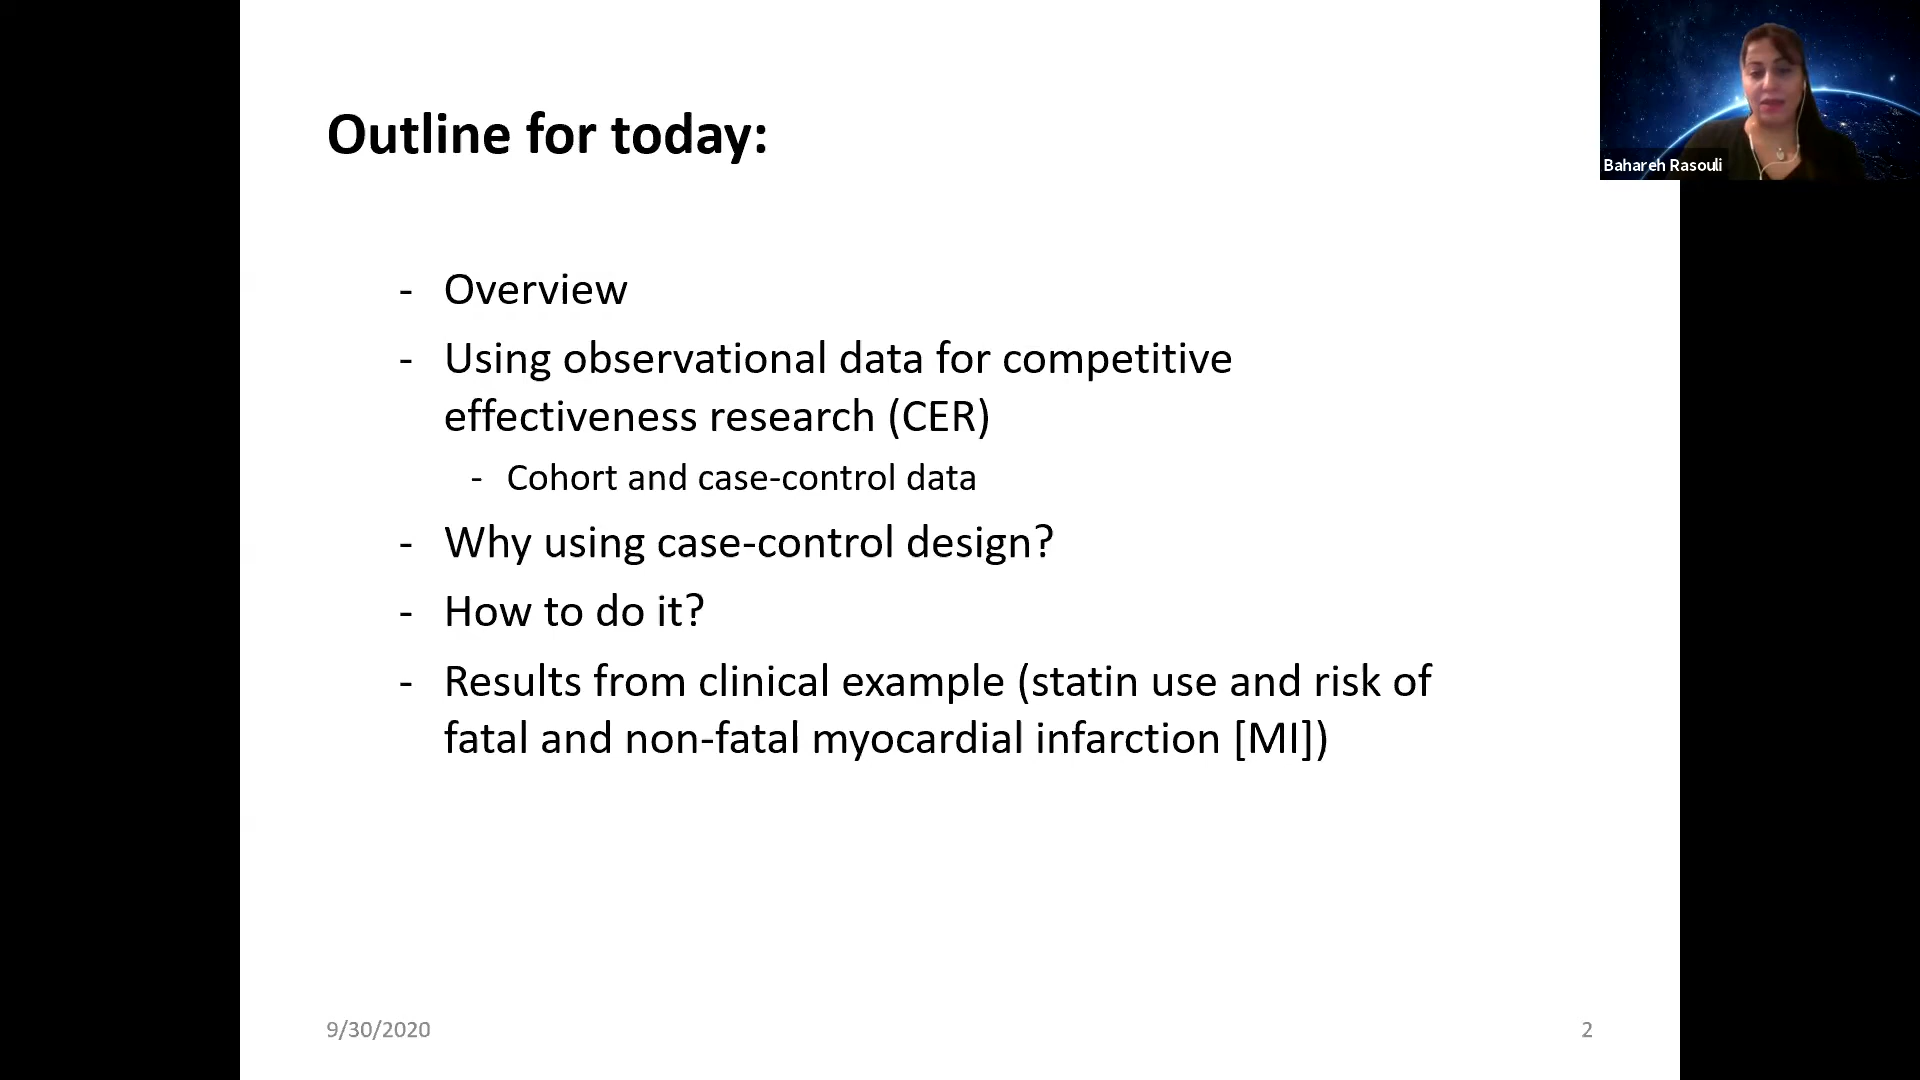 Outline for today:
Bahareh Rasouli
- Overview
- Using observational data for competitive
effectiveness research (CER)
- Cohort and case-control data
- Why using case-control design?
- How to do it?
- Results from clinical example (statin use and risk of
fatal and non-fatal myocardial infarction [MI])
9/30/2020
2